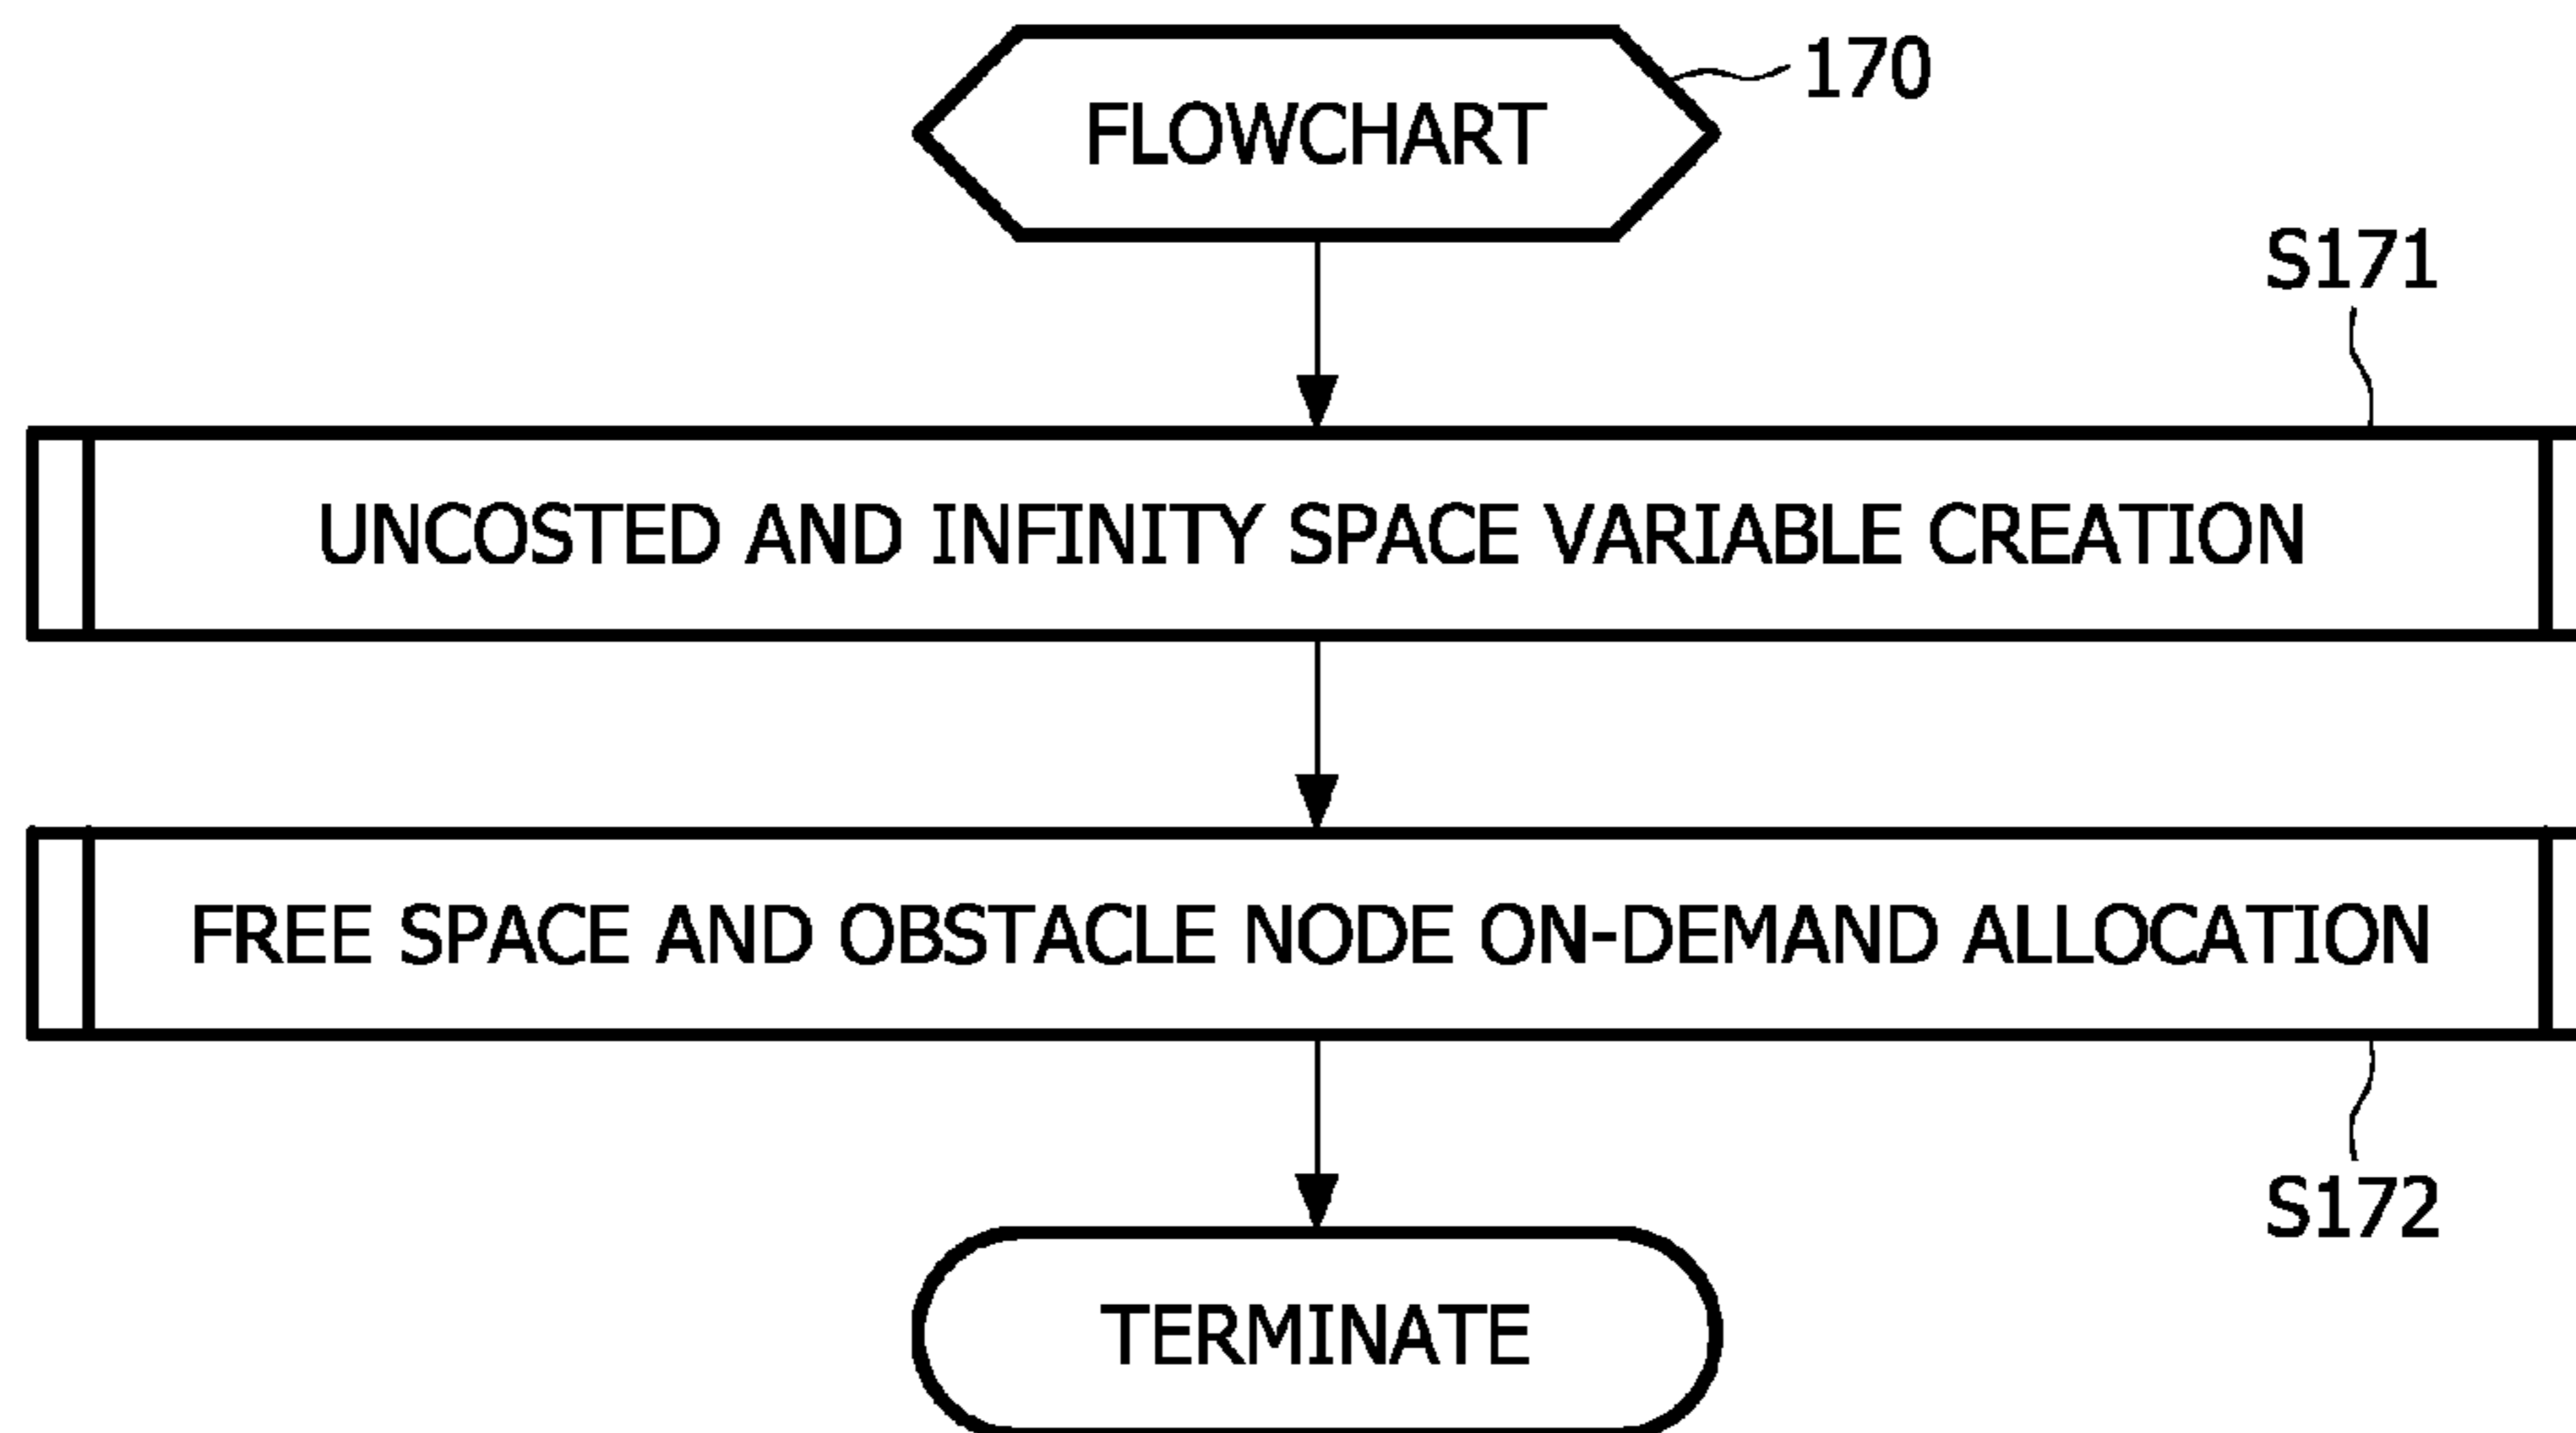 FLOWCHART
170
S171
UNCOSTED AND INFINITY SPACE VARIABLE CREATION
FREE SPACE AND OBSTACLE NODE ON-DEMAND ALLOCATION
S172
TERMINATE